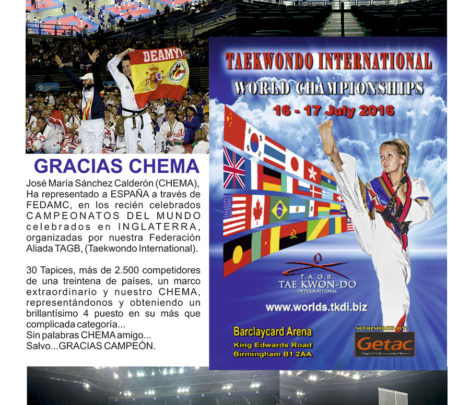 DEAMYI
GRACIAS CHEMA
José María Sánchez Calderón (CHEMA),
Ha representado a ESPAÑA a través de
FEDAMC, en los recién celebrados
CAMPEONATOS DEL MUNDO
celebrados en INGLATERRA,
organizadas por nuestra Federación
Aliada TAGB, (Taekwondo International).
30 Tapices, más de 2.500 competidores
de una treintena de paises, un marco
extraordinario y nuestro CHEMA,
representándonos y obteniendo un
brillantísimo 4 puesto en su más que
complicada categoría...
Sin palabras CHEMA amigo...
Salvo...GRACIAS CAMPEÓN.
TAEKWONDO INTERNATIONAL
WORLD CHAMPIONSHIPS
16 - 17 July 2016
T.A.G.B.
TAE KWON-DO
INTERNATIONAL
www.worlds.tkdi.biz
Barclaycard Arena
King Edwards Road
Birmingham B1 2AA
SPONSORED BY
Getac